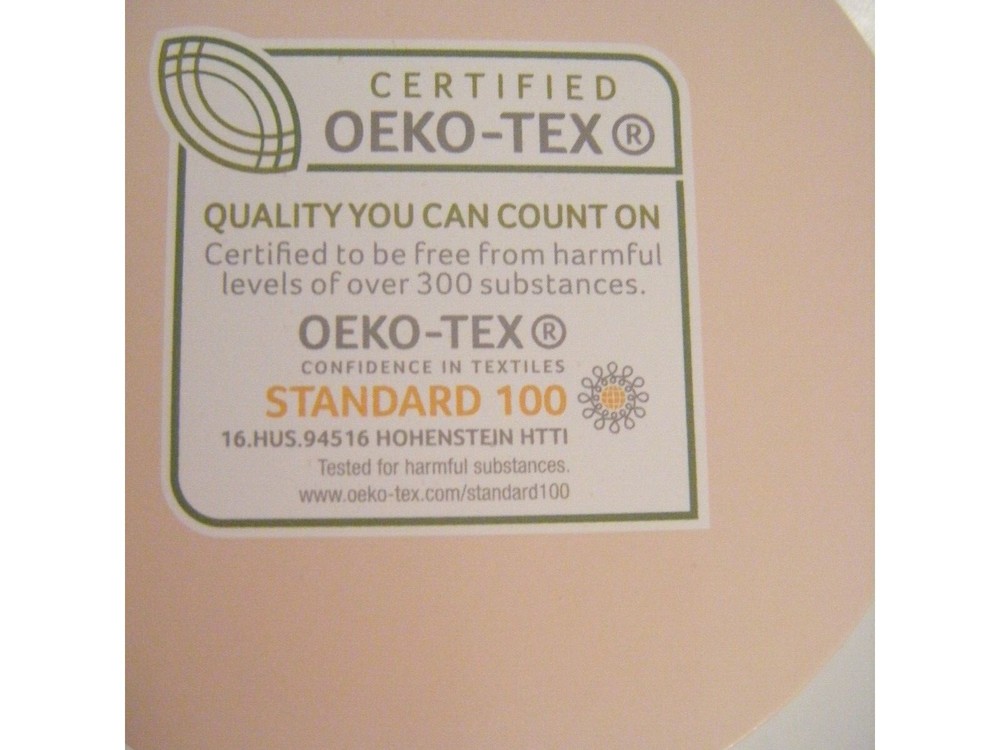 CERTIFIED
OEKO-TEX®
QUALITY YOU CAN COUNT ON
Certified to be free from harmful
levels of over 300 substances.
OEKO-TEX®
CONFIDENCE IN TEXTILES
STANDARD 100
16.HUS.94516 HOHENSTEIN HTTI
Tested for harmful substances.
www.oeko-tex.com/standard100